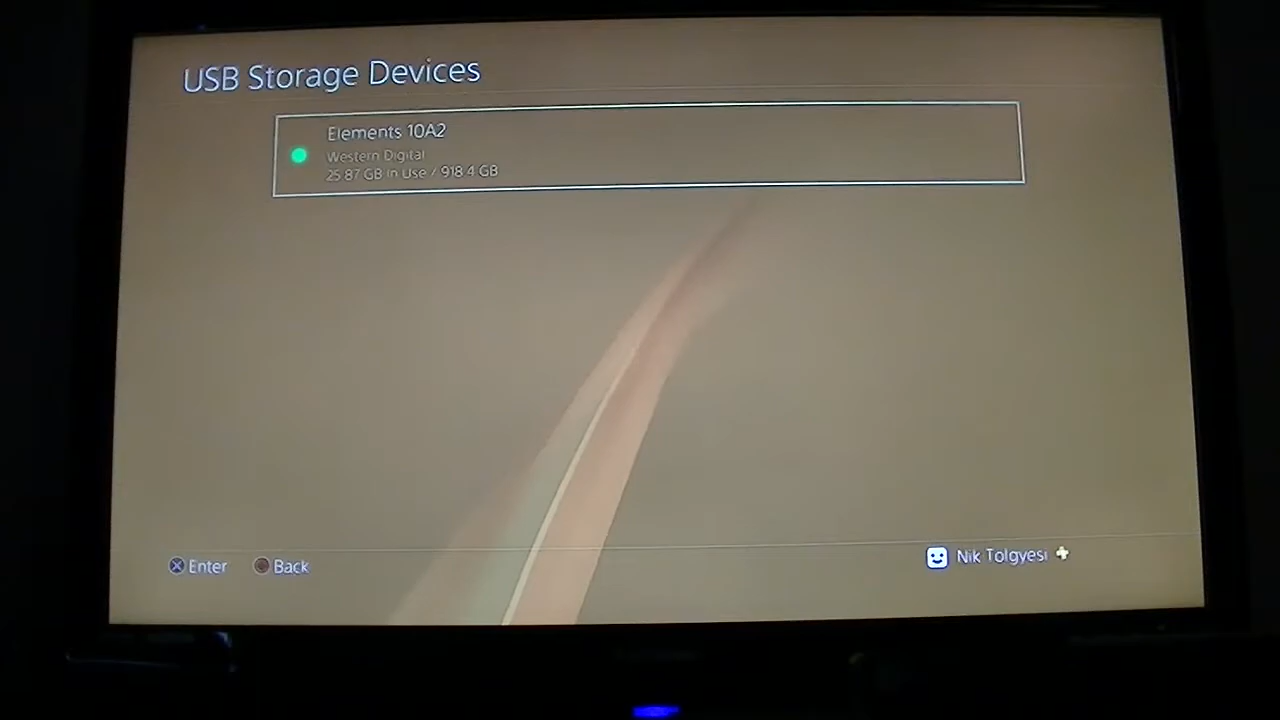 USB Storage Devices
Elements 10A2
Western Digital
25.87 GB In Use / 918.4 GB
Enter
Back
Nik Tolgyesi